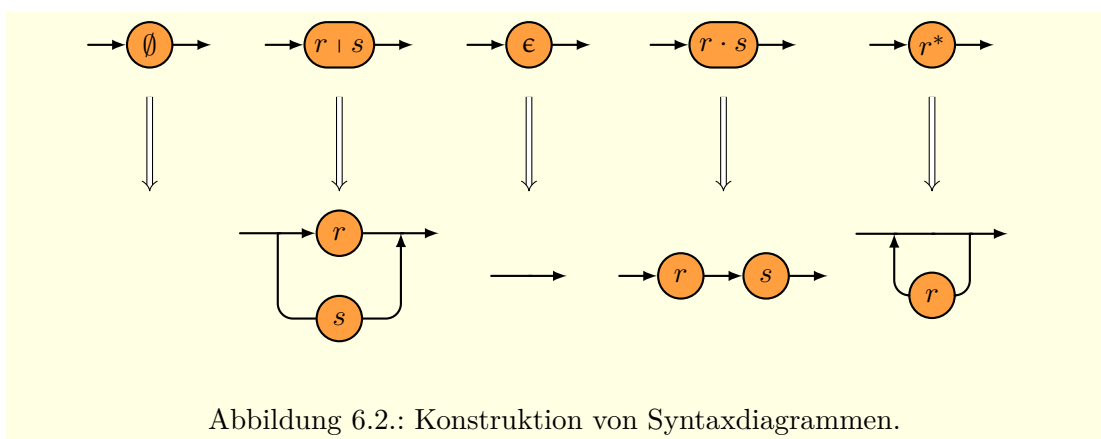 ∅ r | s ϵ r · s r*
r
r s
s r
Abbildung 6.2.: Konstruktion von Syntaxdiagrammen.